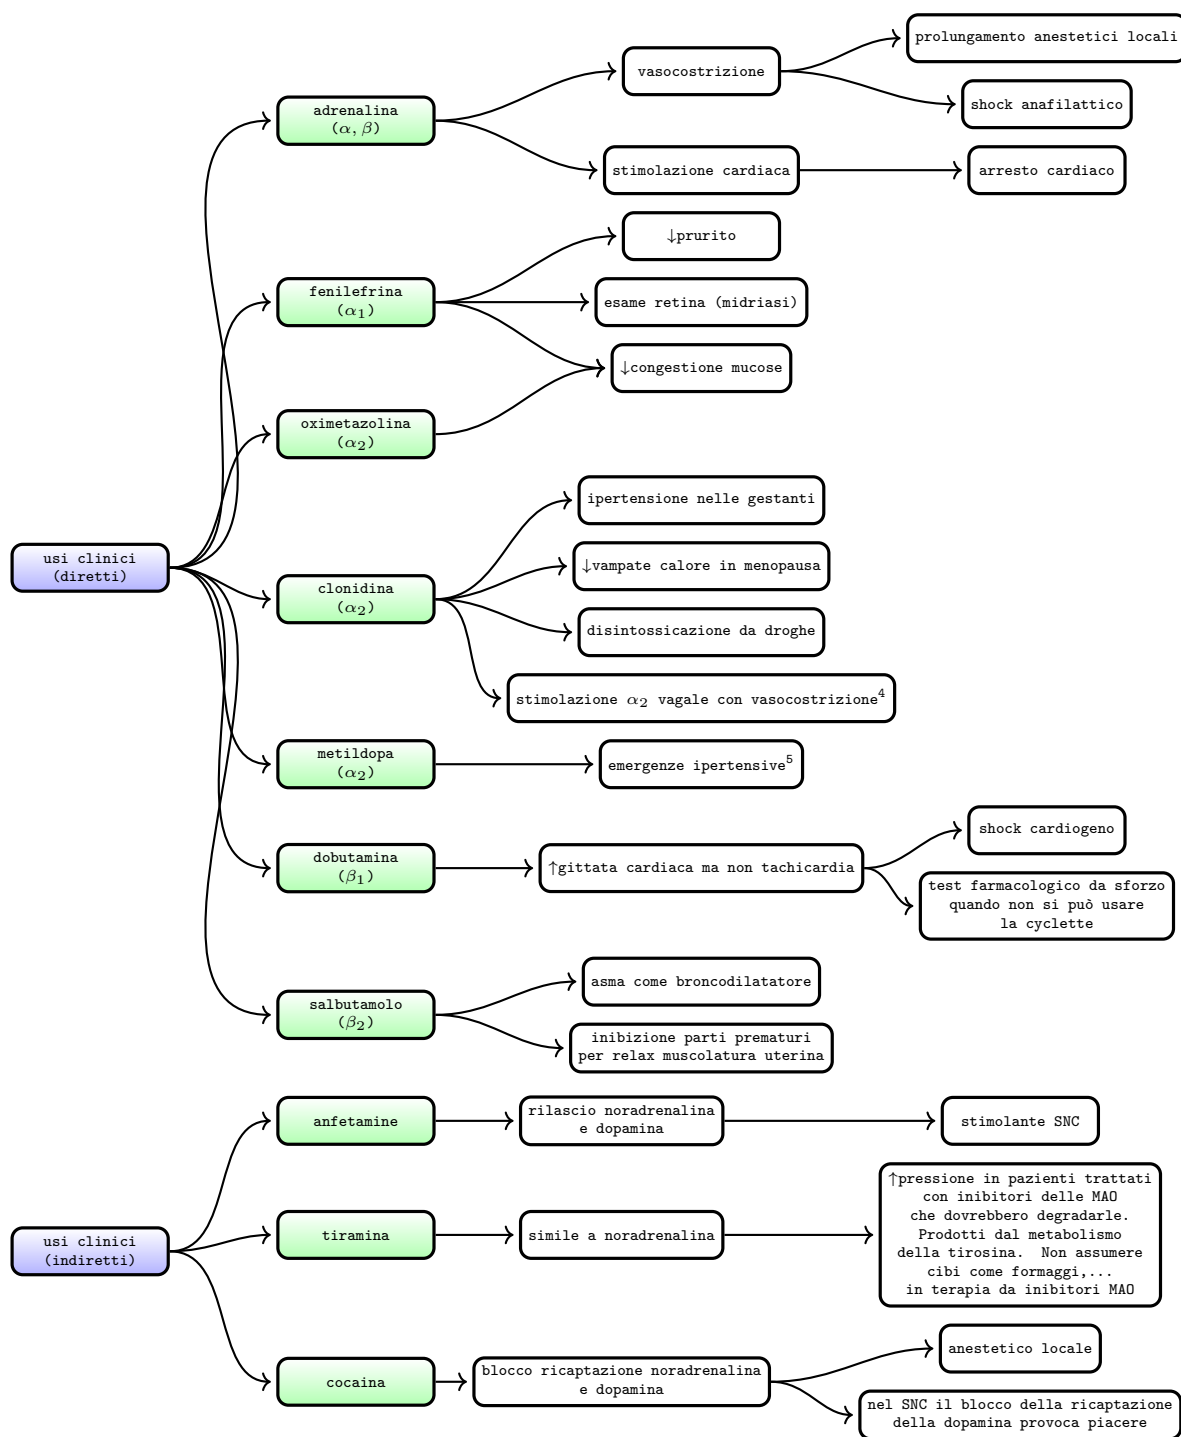 prolungamento anestetici locali
vasocostrizione
shock anafilattico
adrenalina
(α, β)
stimolazione cardiaca
arresto cardiaco
↓prurito
fenilefrina
(α₁)
esame retina (midriasi)
↓congestione mucose
oximetazolina
(α₂)
ipertensione nelle gestanti
usi clinici
(diretti)
↓vampate calore in menopausa
clonidina
(α₂)
disintossicazione da droghe
stimolazione α₂ vagale con vasocostrizione⁴
metildopa
(α₂)
emergenze ipertensive⁵
shock cardiogeno
dobutamina
(β₁)
↑gittata cardiaca ma non tachicardia
test farmacologico da sforzo
quando non si può usare
la cyclette
asma come broncodilatatore
salbutamolo
(β₂)
inibizione parti prematuri
per relax muscolatura uterina
anfetamine
rilascio noradrenalina
e dopamina
stimolante SNC
usi clinici
(indiretti)
tiramina
simile a noradrenalina
↑pressione in pazienti trattati
con inibitori delle MAO
che dovrebbero degradarle.
Prodotti dal metabolismo
della tirosina. Non assumere
cibi come formaggi,...
in terapia da inibitori MAO
cocaina
blocco ricaptazione noradrenalina
e dopamina
anestetico locale
nel SNC il blocco della ricaptazione
della dopamina provoca piacere